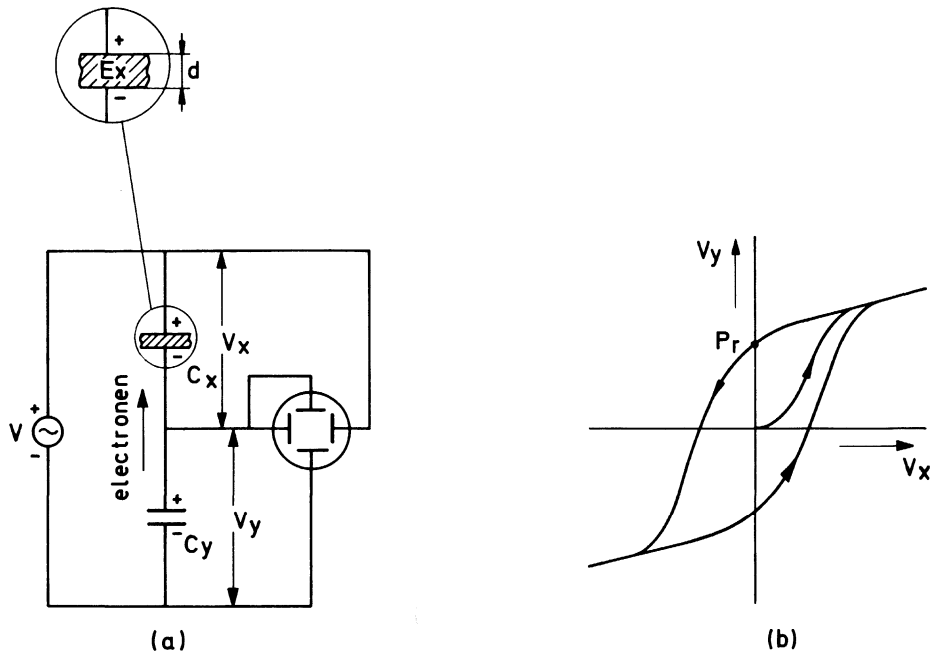 +
Ex
-
d
+
-
Vx
Cx
electronen
+
V
-
+
-
Cy
Vy
(a)
Vy
Pr
Vx
(b)